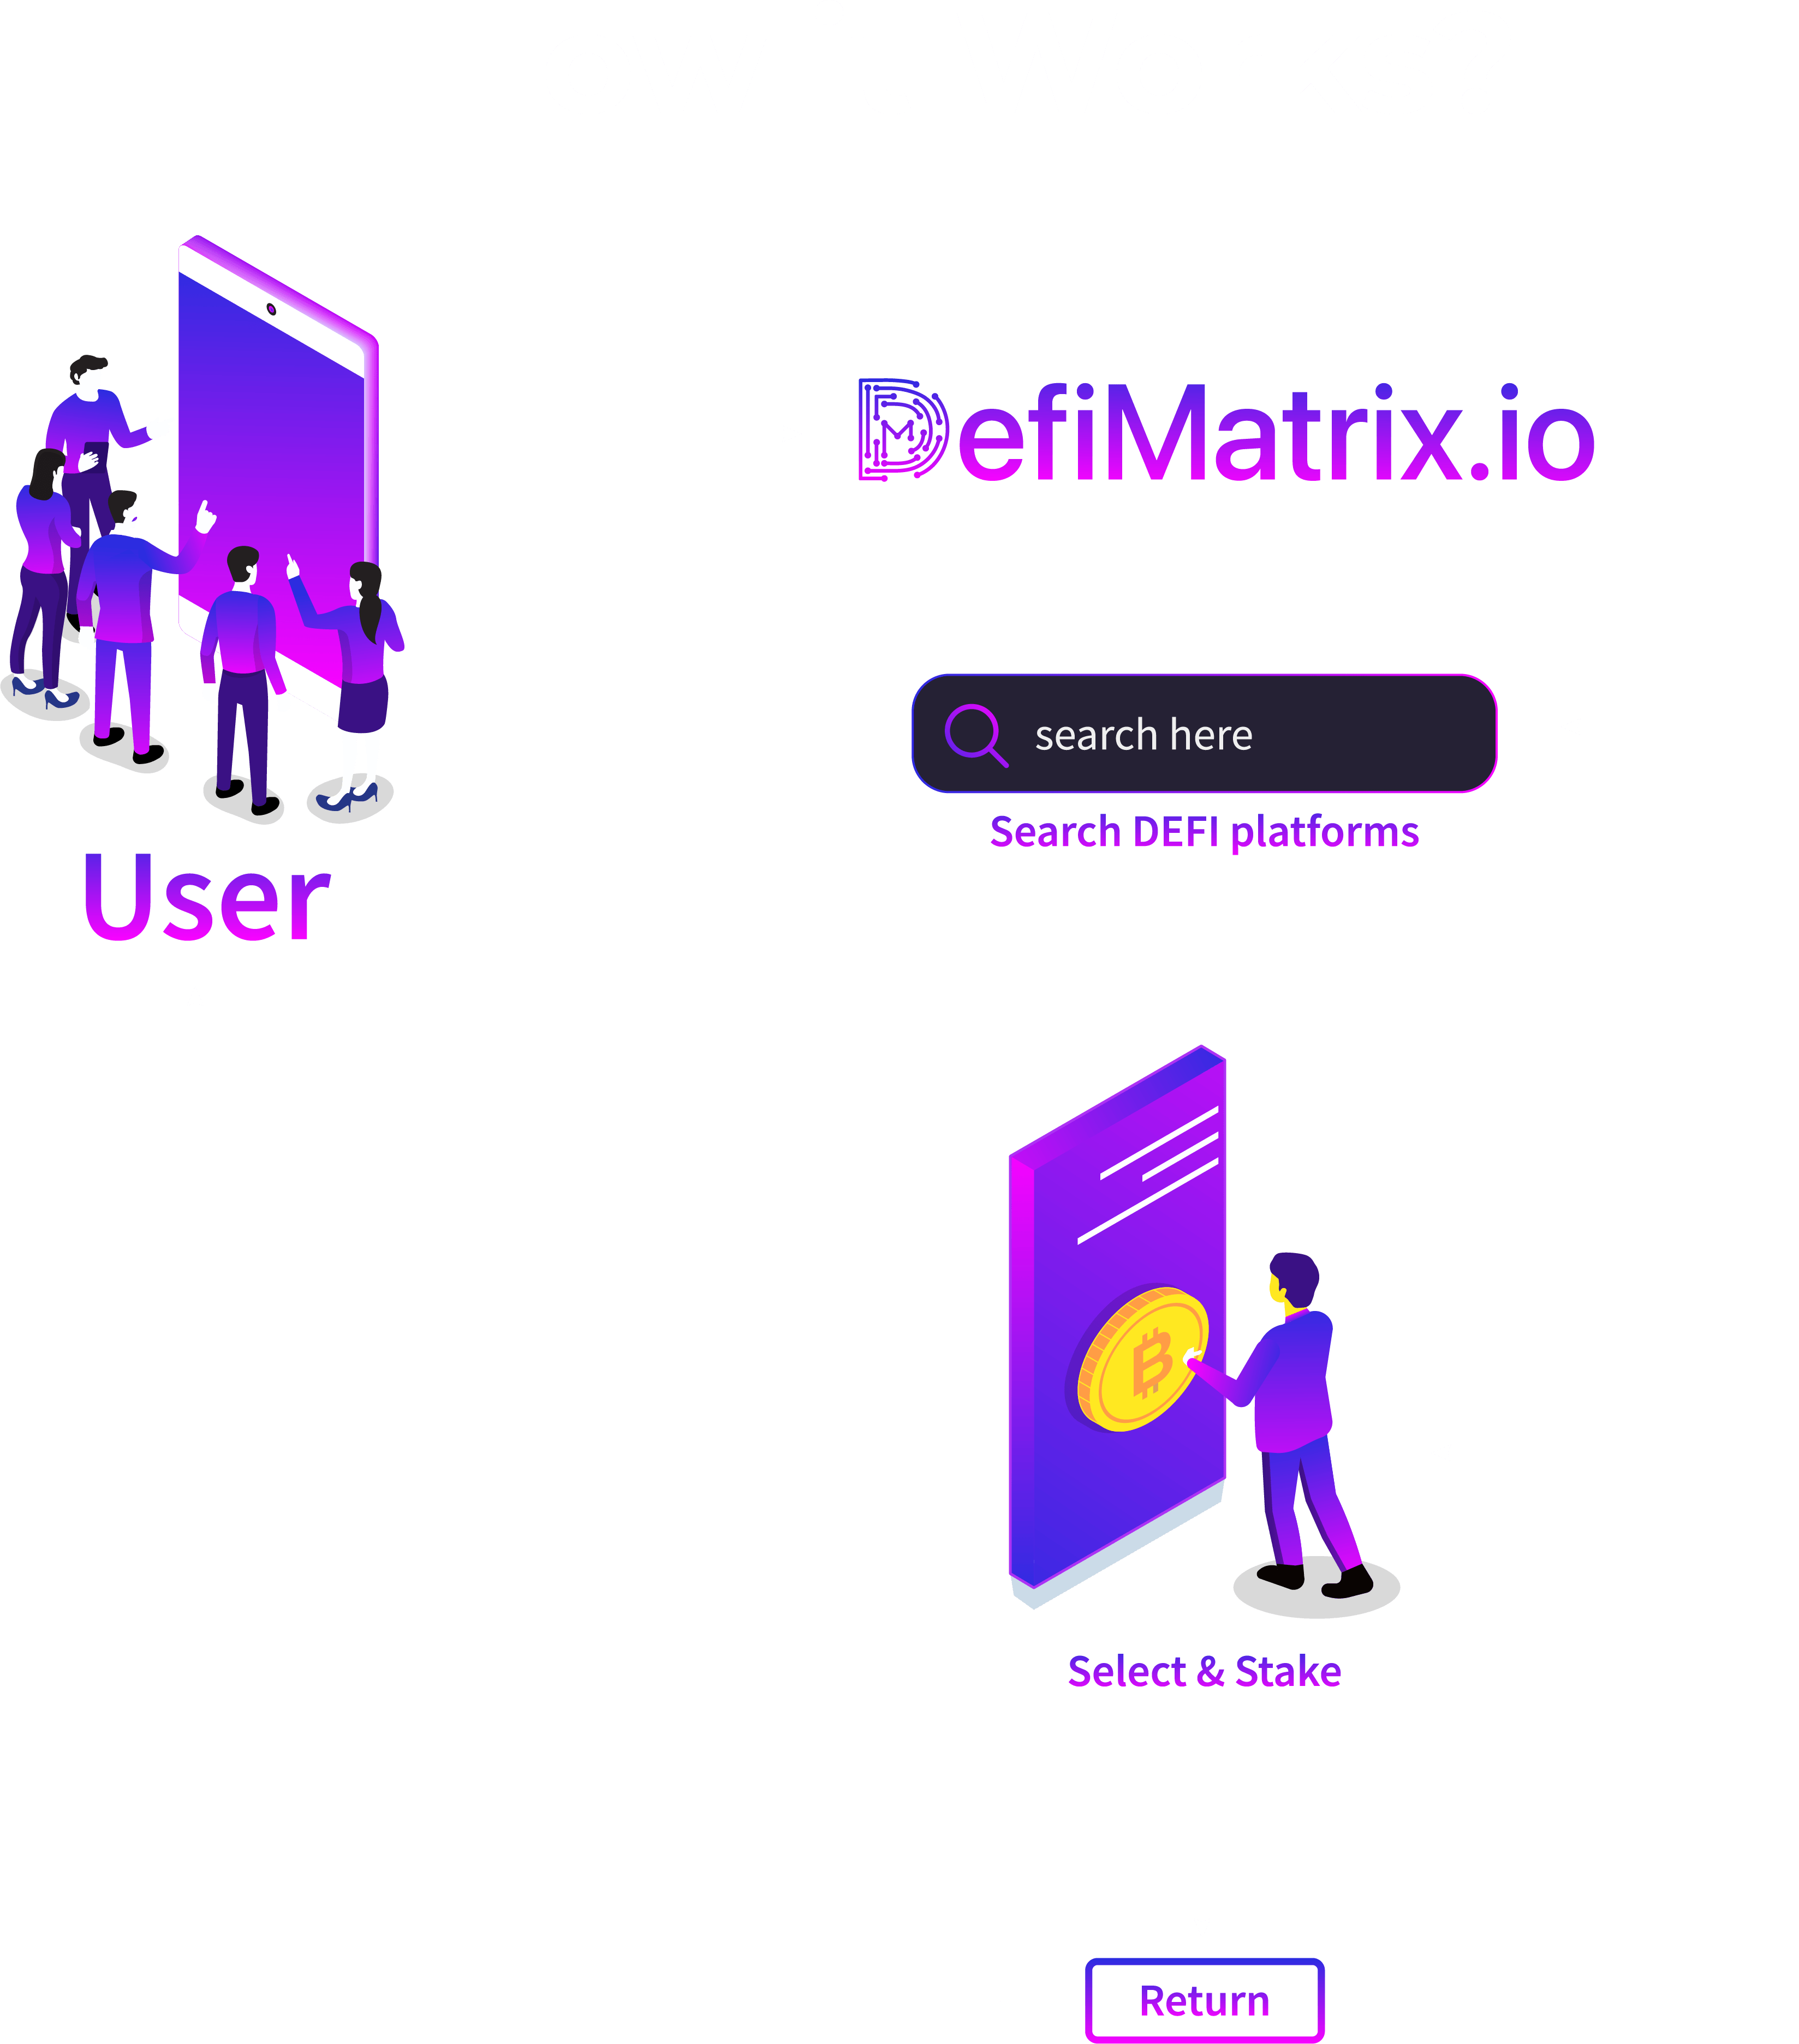 DefiMatrix.io
search here
Search DEFI platforms
User
Select & Stake
Return